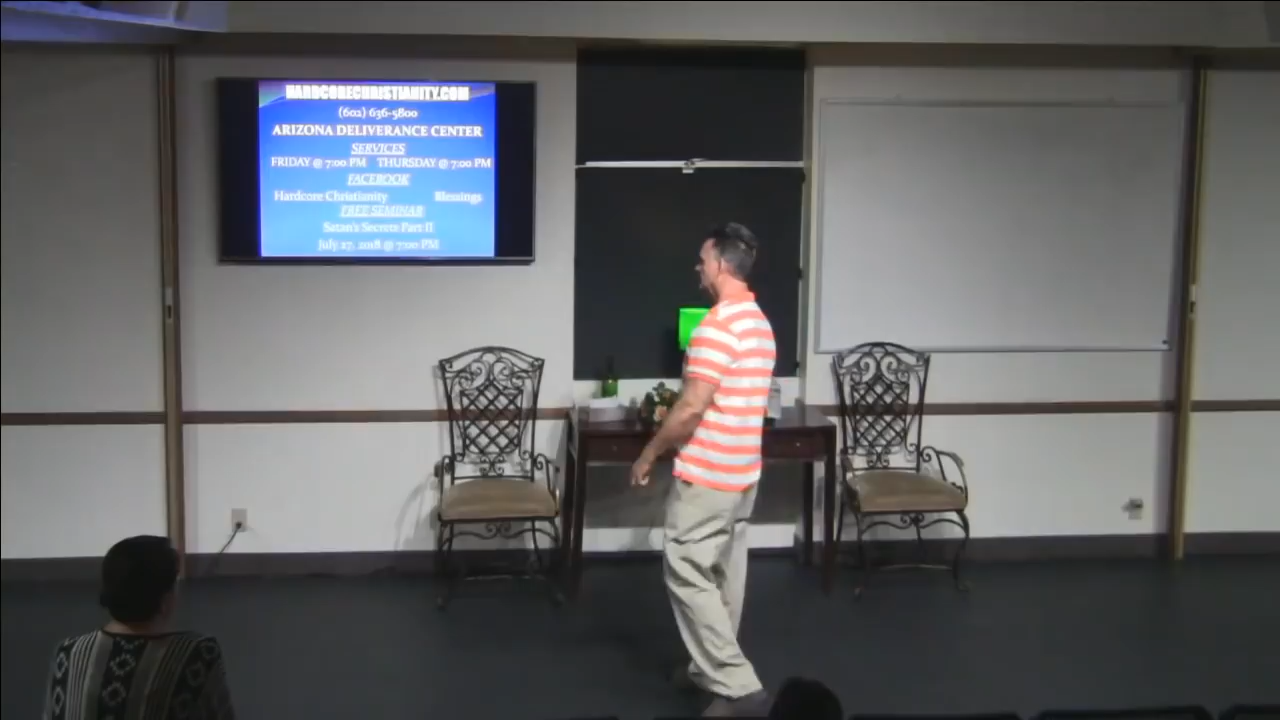 HARDCORECHRISTIANITY.COM
(602) 636-5800
ARIZONA DELIVERANCE CENTER
SERVICES
FRIDAY @ 7:00 PM THURSDAY @ 7:00 PM
FACEBOOK
Hardcore Christianity Blessings
FREE SEMINAR
Satan's Secrets Part II
July 27, 2018 @ 7:00 PM